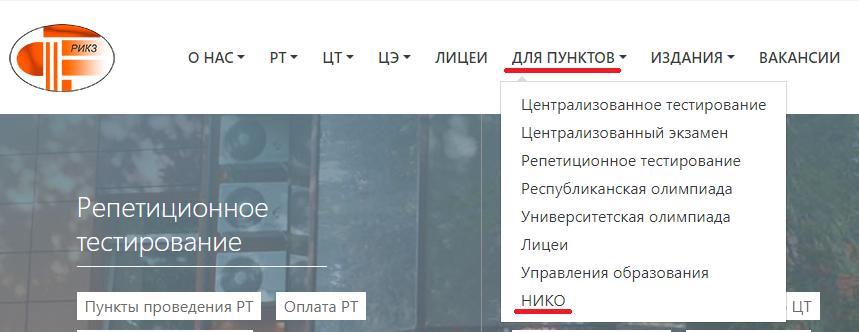 РИКЗ
О НАС РТ ЦТ ЦЭ ЛИЦЕИ ДЛЯ ПУНКТОВ ИЗДАНИЯ ВАКАНСИИ
Централизованное тестирование
Централизованный экзамен
Репетиционное тестирование
Республиканская олимпиада
Университетская олимпиада
Лицеи
Управления образования
НИКО
Репетиционное
тестирование
Пункты проведения РТ Оплата РТ
ЦТ